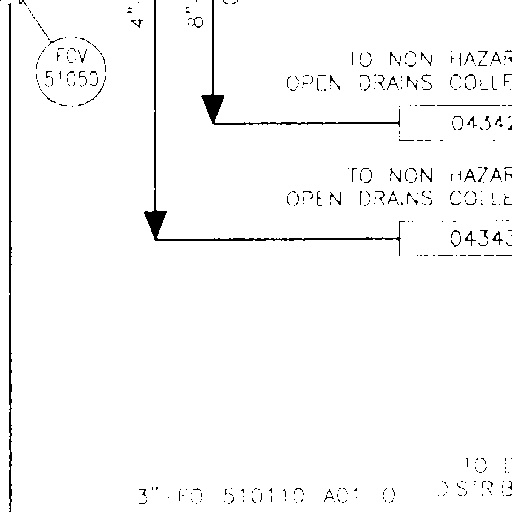 4"
8"
FCV
51050
TO NON HAZAR
OPEN DRAINS COLLE
04342
TO NON HAZAR
OPEN DRAINS COLLE
04343
TO
DISTRIB
3" FO 510110 A01 O